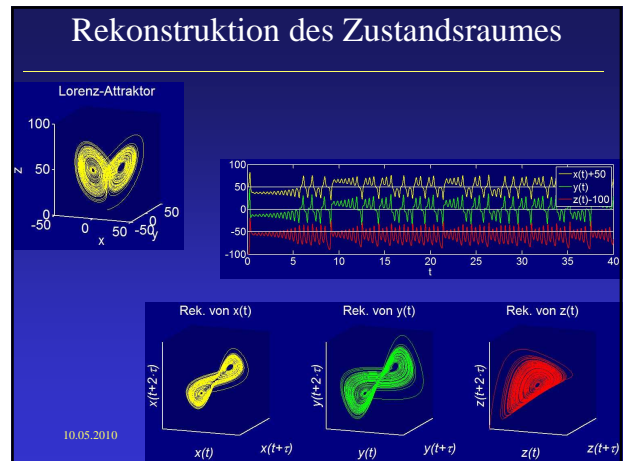 Rekonstruktion des Zustandsraumes
Lorenz-Attraktor
100
50
0
-50
0
50
-50
0
50
z
x
y
100
50
0
-50
-100
0
5
10
15
20
25
30
35
40
t
x(t)+50
y(t)
z(t)-100
Rek. von x(t)
x(t+2·τ)
x(t)
x(t+τ)
Rek. von y(t)
y(t+2·τ)
y(t)
y(t+τ)
Rek. von z(t)
z(t+2·τ)
z(t)
z(t+τ)
10.05.2010